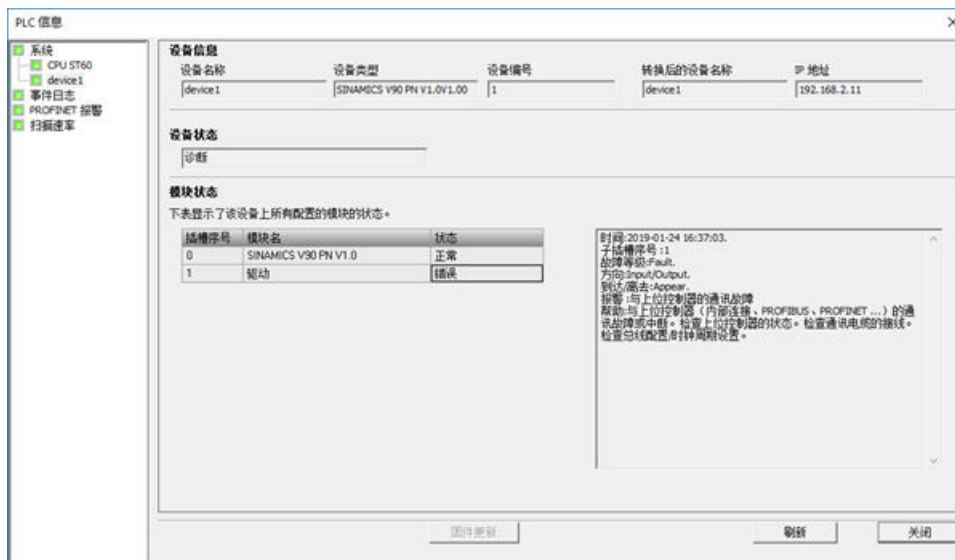 PLC 信息
系统
CPU ST60
device1
事件日志
PROFINET 报警
扫描速率
设备信息
设备名称 设备类型 设备编号 转换后的设备名称 IP 地址
device1 SINAMICS V90 PN V1.0V1.00 1 device1 192.168.2.11
设备状态
诊断
模块状态
下表显示了该设备上所有配置的模块的状态。
插槽序号 模块名 状态
0 SINAMICS V90 PN V1.0 正常
1 驱动 错误
时间:2019-01-24 16:37:03.
子插槽序号:1
故障等级:Fault.
方向:Input/Output.
到达/离去:Appear.
报警:与上位控制器的通讯故障
帮助:与上位控制器（内部连接、PROFIBUS、PROFINET ...）的通
讯故障或中断。检查上位控制器的状态。检查通讯电缆的接线。
检查总线配置/时钟周期设置。
固件更新 刷新 关闭